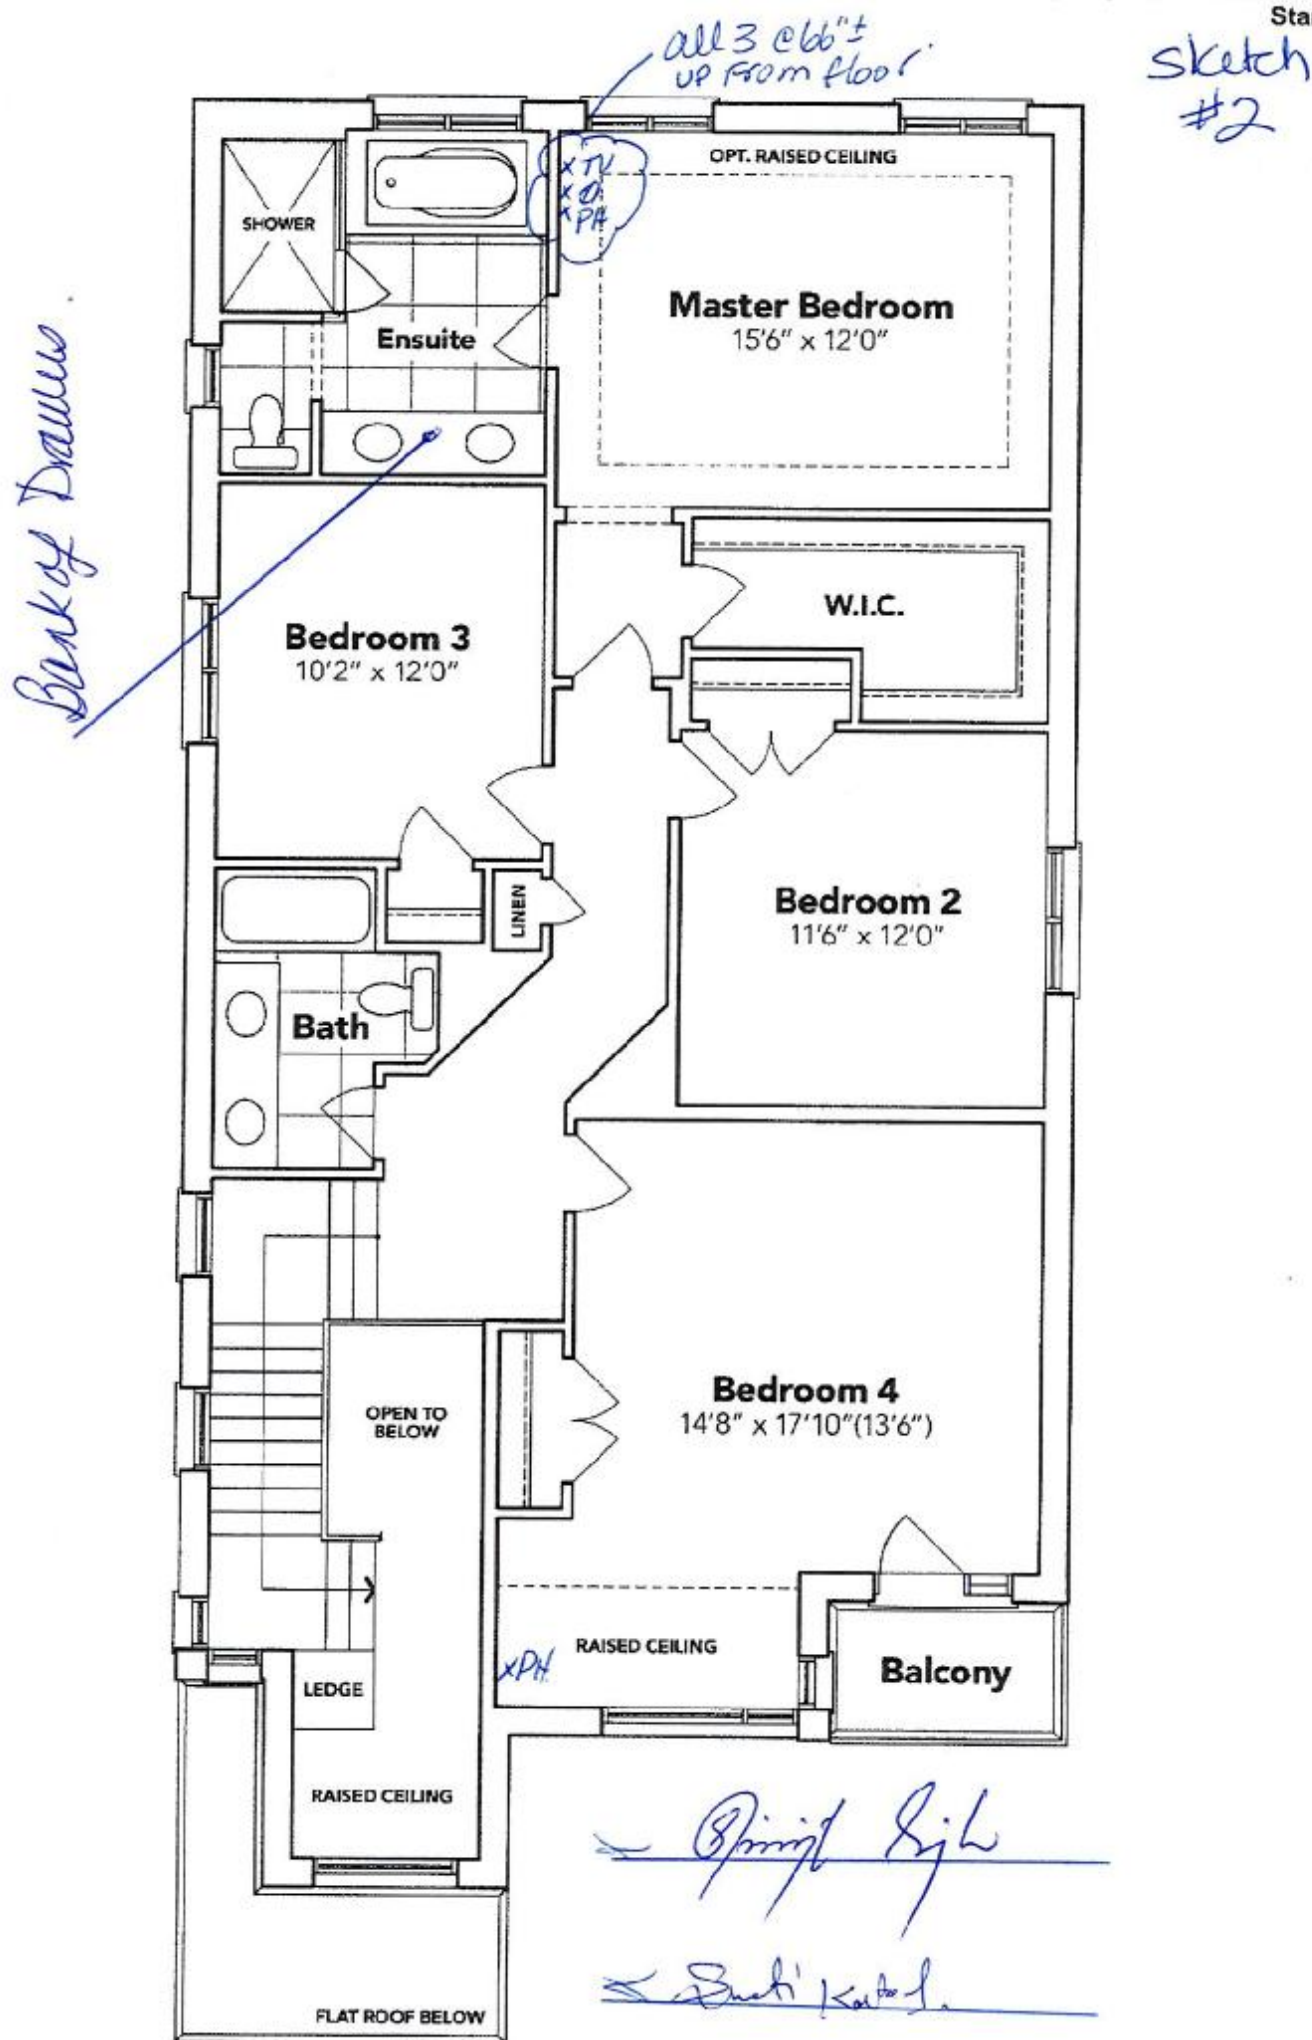 Sta
sketch
#2
all 3 @66"±
up from floor
OPT. RAISED CEILING
x TV
x PH
SHOWER
Master Bedroom
15'6" x 12'0"
Ensuite
Bank of Drawers
W.I.C.
Bedroom 3
10'2" x 12'0"
LINEN
Bedroom 2
11'6" x 12'0"
Bath
Bedroom 4
14'8" x 17'10"(13'6")
OPEN TO
BELOW
RAISED CEILING
xPH
Balcony
LEDGE
RAISED CEILING
FLAT ROOF BELOW